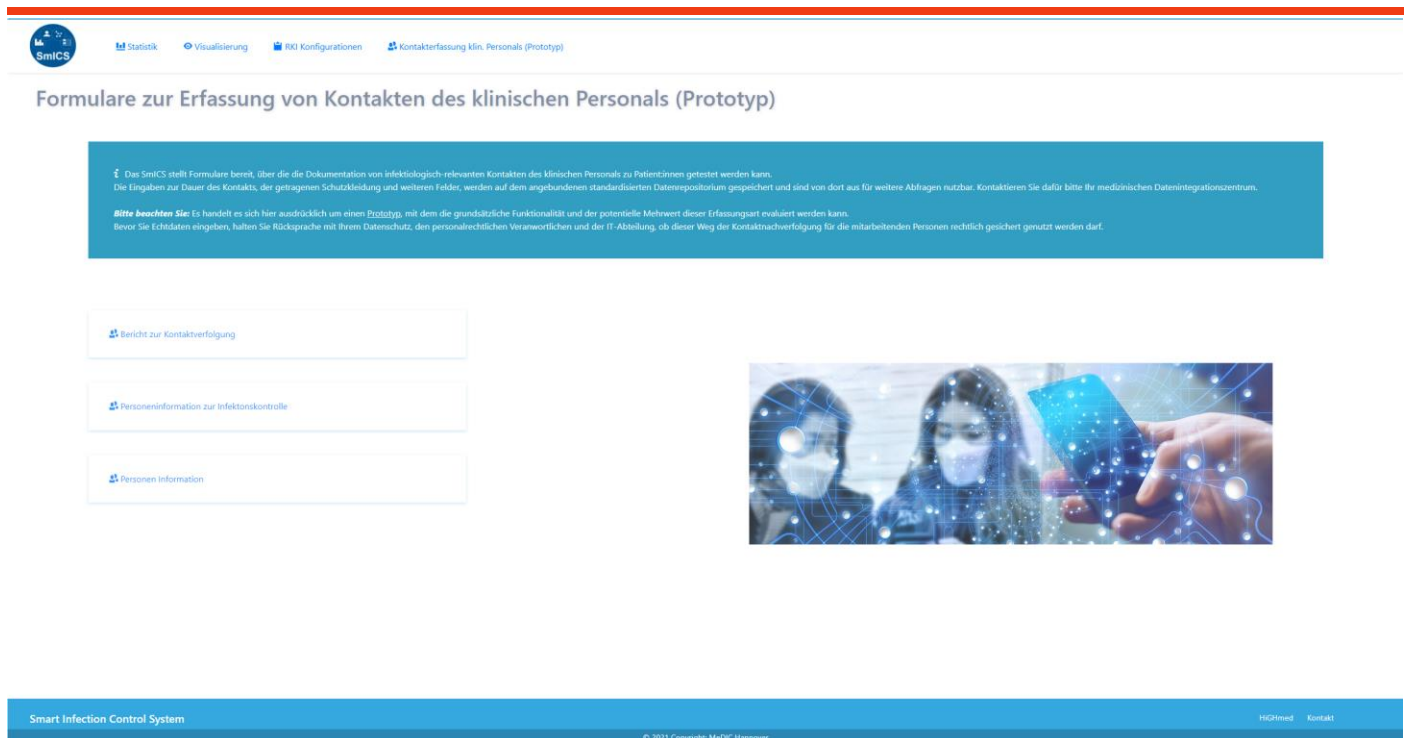 SmICS
Statistik
Visualisierung
RKI Konfigurationen
Kontakterfassung klin. Personals (Prototyp)
Formulare zur Erfassung von Kontakten des klinischen Personals (Prototyp)
i Das SmICS stellt Formulare bereit, über die die Dokumentation von infektiologisch-relevanten Kontakten des klinischen Personals zu Patient:innen getestet werden kann.
Die Eingaben zur Dauer des Kontakts, der getragenen Schutzkleidung und weiteren Felder, werden auf dem angebundenen standardisierten Datenrepositorium gespeichert und sind von dort aus für weitere Abfragen nutzbar. Kontaktieren Sie dafür bitte Ihr medizinischen Datenintegrationszentrum.
Bitte beachten Sie: Es handelt es sich hier ausdrücklich um einen Prototyp, mit dem die grundsätzliche Funktionalität und der potentielle Mehrwert dieser Erfassungsart evaluiert werden kann.
Bevor Sie Echtdaten eingeben, halten Sie Rücksprache mit Ihrem Datenschutz, den personalrechtlichen Veranwortlichen und der IT-Abteilung, ob dieser Weg der Kontaktnachverfolgung für die mitarbeitenden Personen rechtlich gesichert genutzt werden darf.
Bericht zur Kontaktverfolgung
Personeninformation zur Infektonskontrolle
Personen Information
Smart Infection Control System
HiGHmed
Kontakt
© 2021 Copyright: MeDIC Hannover